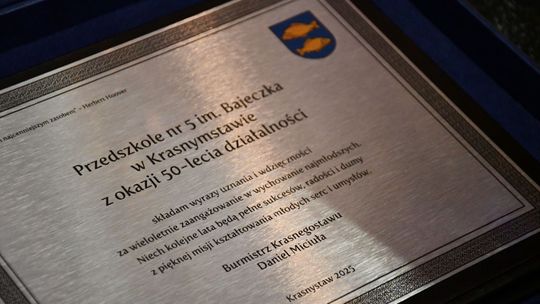 najcenniejszym zasobem" - Herbert Hoover
Przedszkole nr 5 im. Bajeczka
w Krasnymstawie
z okazji 50-lecia działalności
składam wyrazy uznania i wdzięczności
za wieloletnie zaangażowanie w wychowanie najmłodszych.
Niech kolejne lata będą pełne sukcesów, radości i dumy
z pięknej misji kształtowania młodych serc i umysłów.
Burmistrz Krasnegostawu
Daniel Miciuła
Krasnystaw 2025